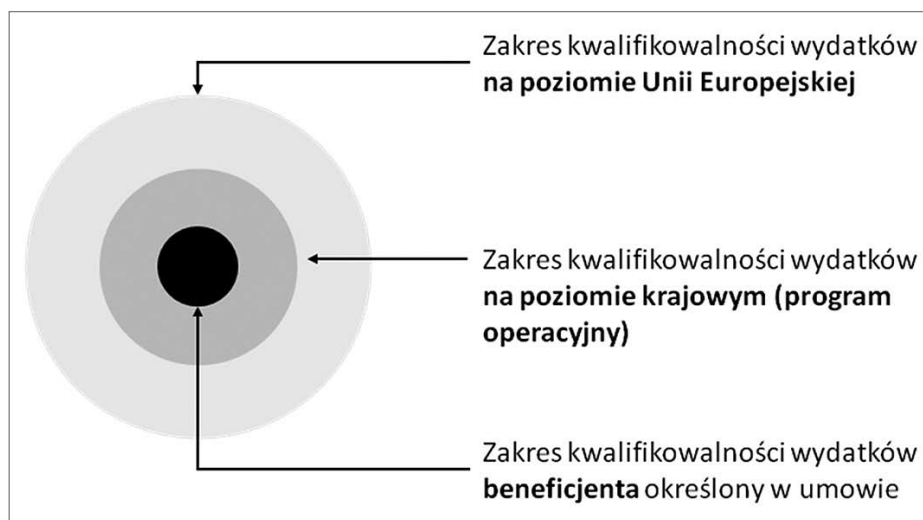 Zakres kwalifikowalności wydatków
na poziomie Unii Europejskiej
Zakres kwalifikowalności wydatków
na poziomie krajowym (program
operacyjny)
Zakres kwalifikowalności wydatków
beneficjenta określony w umowie